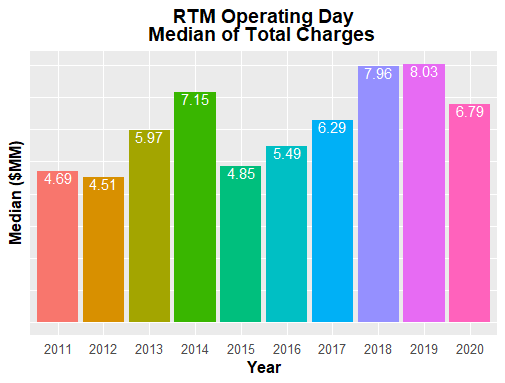 RTM Operating Day
Median of Total Charges
Median ($MM)
4.69
4.51
5.97
7.15
4.85
5.49
6.29
7.96
8.03
6.79
2011 2012 2013 2014 2015 2016 2017 2018 2019 2020
Year